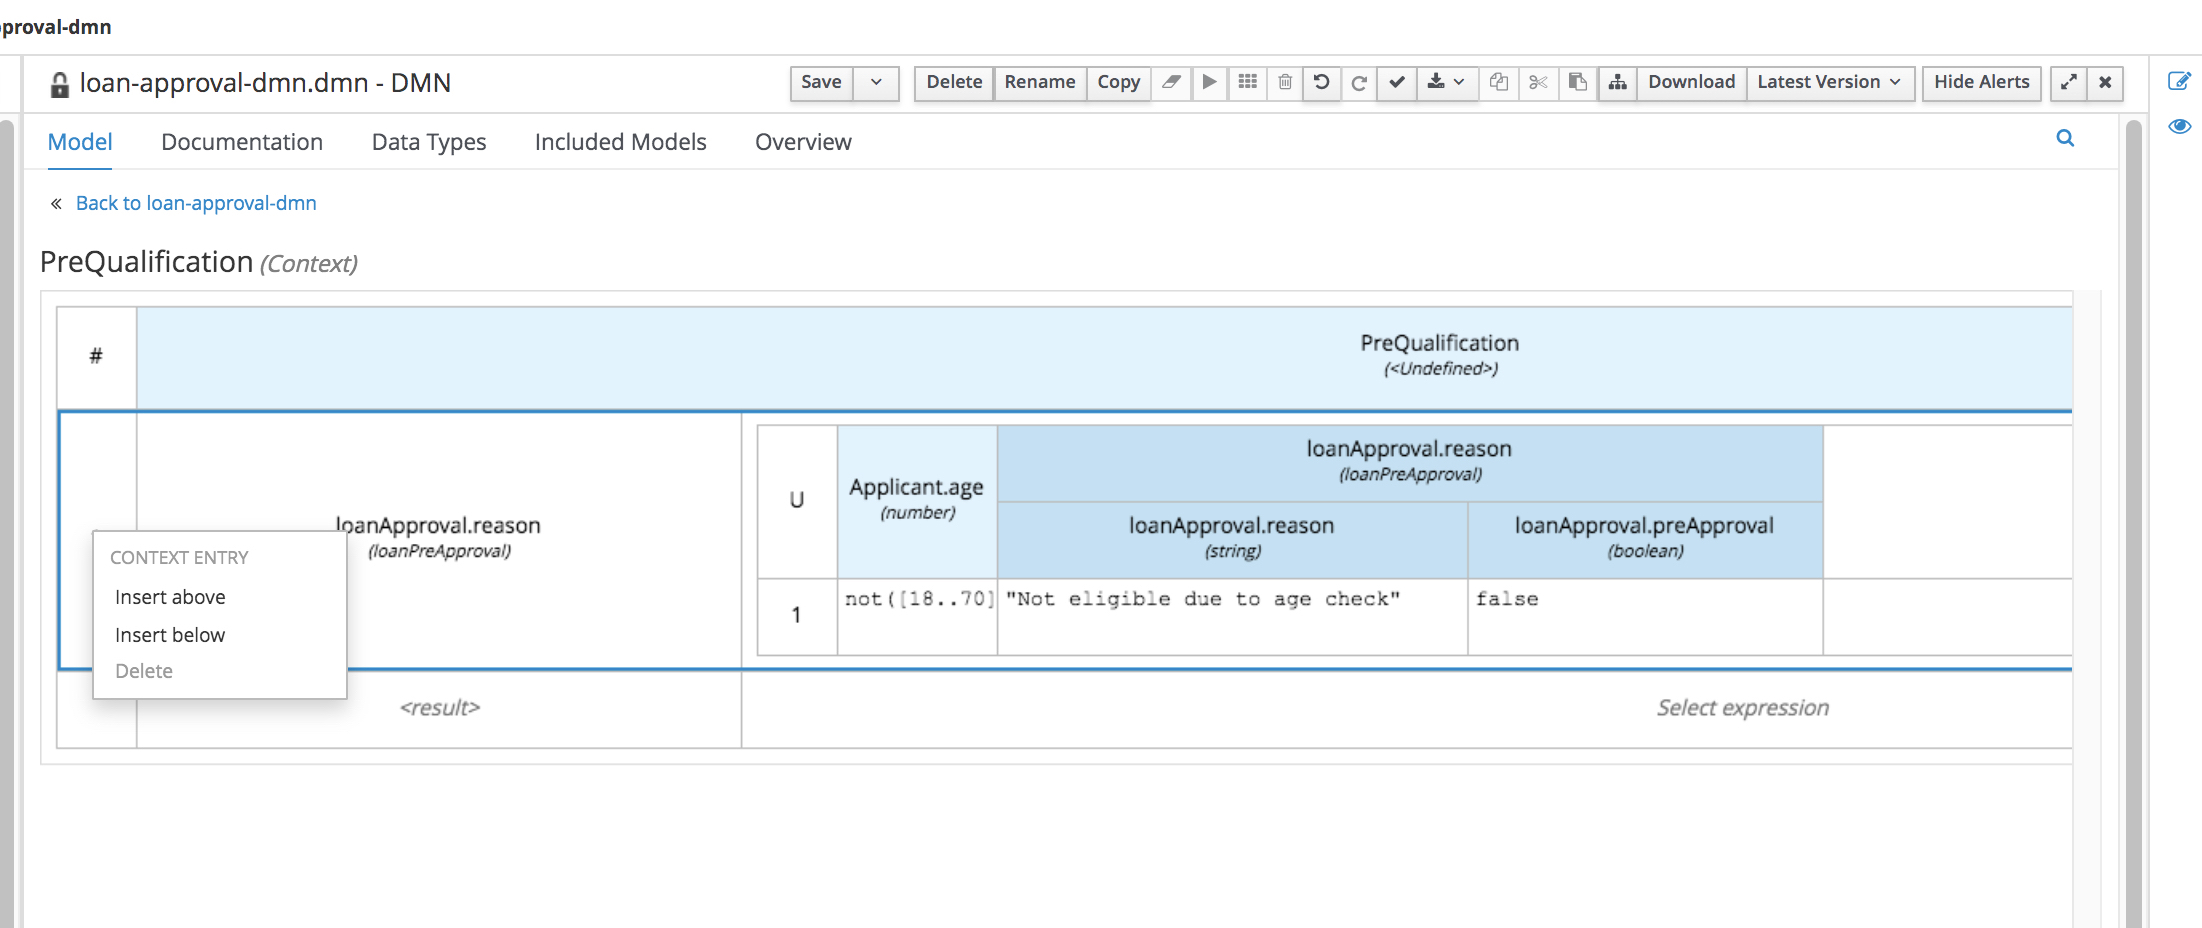 proval-dmn
loan-approval-dmn.dmn - DMN
Save
Delete
Rename
Copy
Download
Latest Version
Hide Alerts
Model
Documentation
Data Types
Included Models
Overview
« Back to loan-approval-dmn
PreQualification (Context)
#
PreQualification
(<Undefined>)
loanApproval.reason
(loanPreApproval)
U
Applicant.age
(number)
loanApproval.reason
(loanPreApproval)
loanApproval.reason
(string)
loanApproval.preApproval
(boolean)
1
not([18..70]
"Not eligible due to age check"
false
CONTEXT ENTRY
Insert above
Insert below
Delete
<result>
Select expression